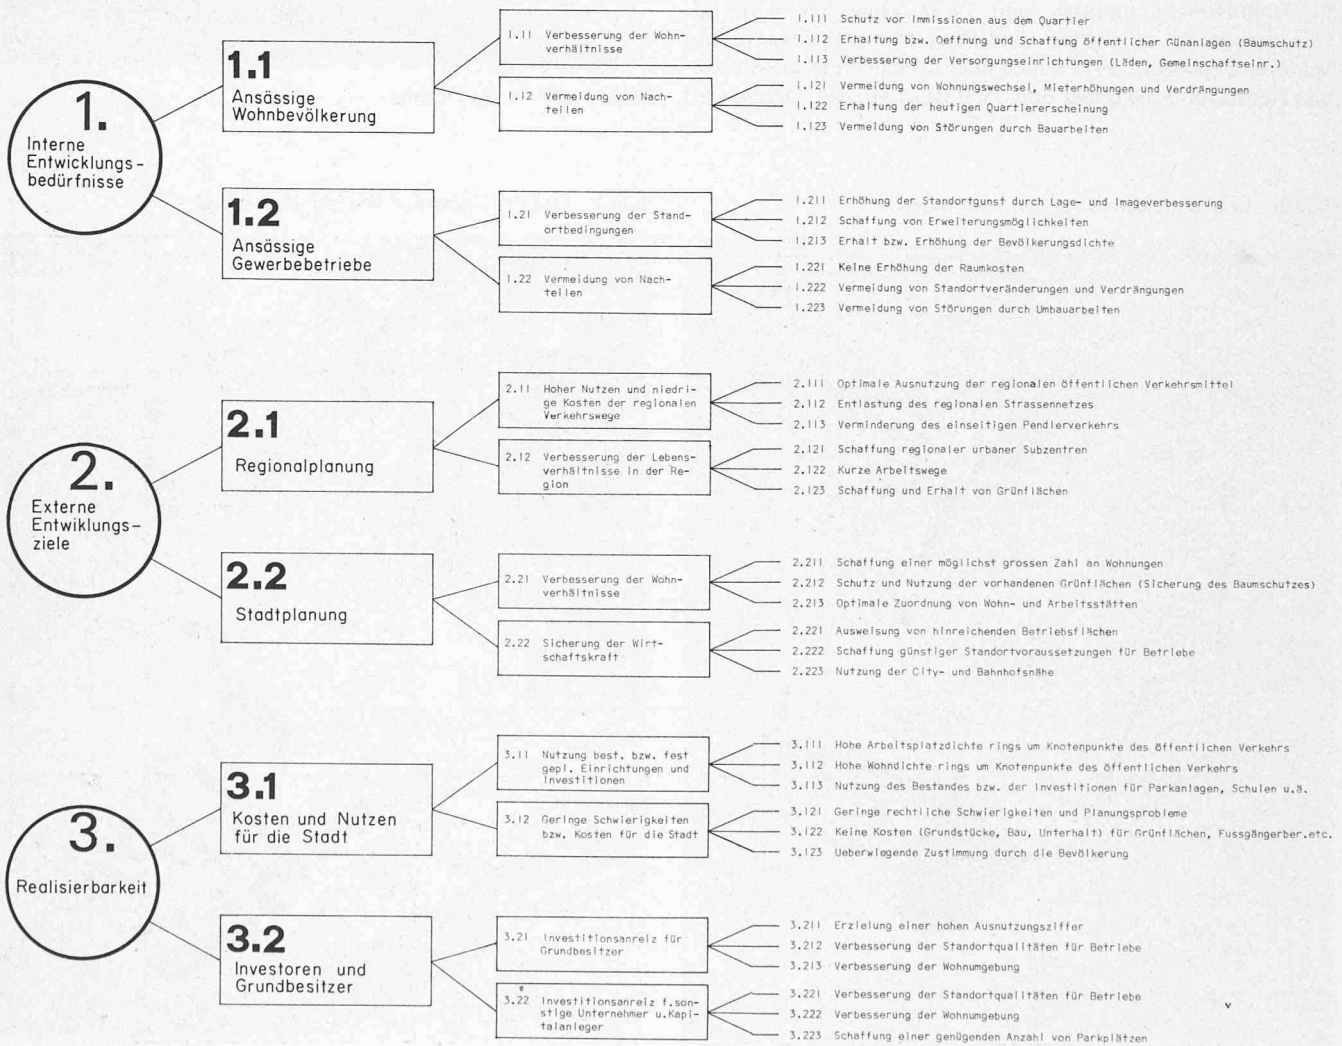 1.
Interne
Entwicklungs-
bedürfnisse
1.1
Ansässige
Wohnbevölkerung
1.11 Verbesserung der Wohn-
verhältnisse
1.111 Schutz vor Immissionen aus dem Quartier
1.112 Erhaltung bzw. Oeffnung und Schaffung öffentlicher Günanlagen (Baumschutz)
1.113 Verbesserung der Versorgungseinrichtungen (Läden, Gemeinschaftseinr.)
1.12 Vermeidung von Nach-
teilen
1.121 Vermeidung von Wohnungswechsel, Mieterhöhungen und Verdrängungen
1.122 Erhaltung der heutigen Quartiererscheinung
1.123 Vermeidung von Störungen durch Bauarbeiten
1.2
Ansässige
Gewerbebetriebe
1.21 Verbesserung der Stand-
ortbedingungen
1.211 Erhöhung der Standortgunst durch Lage- und Imageverbesserung
1.212 Schaffung von Erweiterungsmöglichkeiten
1.213 Erhalt bzw. Erhöhung der Bevölkerungsdichte
1.22 Vermeidung von Nach-
teilen
1.221 Keine Erhöhung der Raumkosten
1.222 Vermeidung von Standortveränderungen und Verdrängungen
1.223 Vermeidung von Störungen durch Umbauarbeiten
2.
Externe
Entwiklungs-
ziele
2.1
Regionalplanung
2.11 Hoher Nutzen und niedri-
ge Kosten der regionalen
Verkehrswege
2.111 Optimale Ausnutzung der regionalen öffentlichen Verkehrsmittel
2.112 Entlastung des regionalen Strassennetzes
2.113 Verminderung des einseitigen Pendlerverkehrs
2.12 Verbesserung der Lebens-
verhältnisse in der Re-
gion
2.121 Schaffung regionaler urbaner Subzentren
2.122 Kurze Arbeitswege
2.123 Schaffung und Erhalt von Grünflächen
2.2
Stadtplanung
2.21 Verbesserung der Wohn-
verhältnisse
2.211 Schaffung einer möglichst grossen Zahl an Wohnungen
2.212 Schutz und Nutzung der vorhandenen Grünflächen (Sicherung des Baumschutzes)
2.213 Optimale Zuordnung von Wohn- und Arbeitsstätten
2.22 Sicherung der Wirt-
schaftskraft
2.221 Ausweisung von hinreichenden Betriebsflächen
2.222 Schaffung günstiger Standortvoraussetzungen für Betriebe
2.223 Nutzung der City- und Bahnhofsnähe
3.
Realisierbarkeit
3.1
Kosten und Nutzen
für die Stadt
3.11 Nutzung best. bzw. fest
gepl. Einrichtungen und
Investitionen
3.111 Hohe Arbeitsplatzdichte rings um Knotenpunkte des öffentlichen Verkehrs
3.112 Hohe Wohndichte rings um Knotenpunkte des öffentlichen Verkehrs
3.113 Nutzung des Bestandes bzw. der Investitionen für Parkanlagen, Schulen u.ä.
3.12 Geringe Schwierigkeiten
bzw. Kosten für die Stadt
3.121 Geringe rechtliche Schwierigkeiten und Planungsprobleme
3.122 Keine Kosten (Grundstücke, Bau, Unterhalt) für Grünflächen, Fussgängerber.etc.
3.123 Ueberwiegende Zustimmung durch die Bevölkerung
3.2
Investoren und
Grundbesitzer
3.21 Investitionsanreiz für
Grundbesitzer
3.211 Erzielung einer hohen Ausnutzungsziffer
3.212 Verbesserung der Standortqualitäten für Betriebe
3.213 Verbesserung der Wohnumgebung
3.22 Investitionsanreiz f.son-
stige Unternehmer u.Kapi-
talanleger
3.221 Verbesserung der Standortqualitäten für Betriebe
3.222 Verbesserung der Wohnumgebung
3.223 Schaffung einer genügenden Anzahl von Parkplätzen